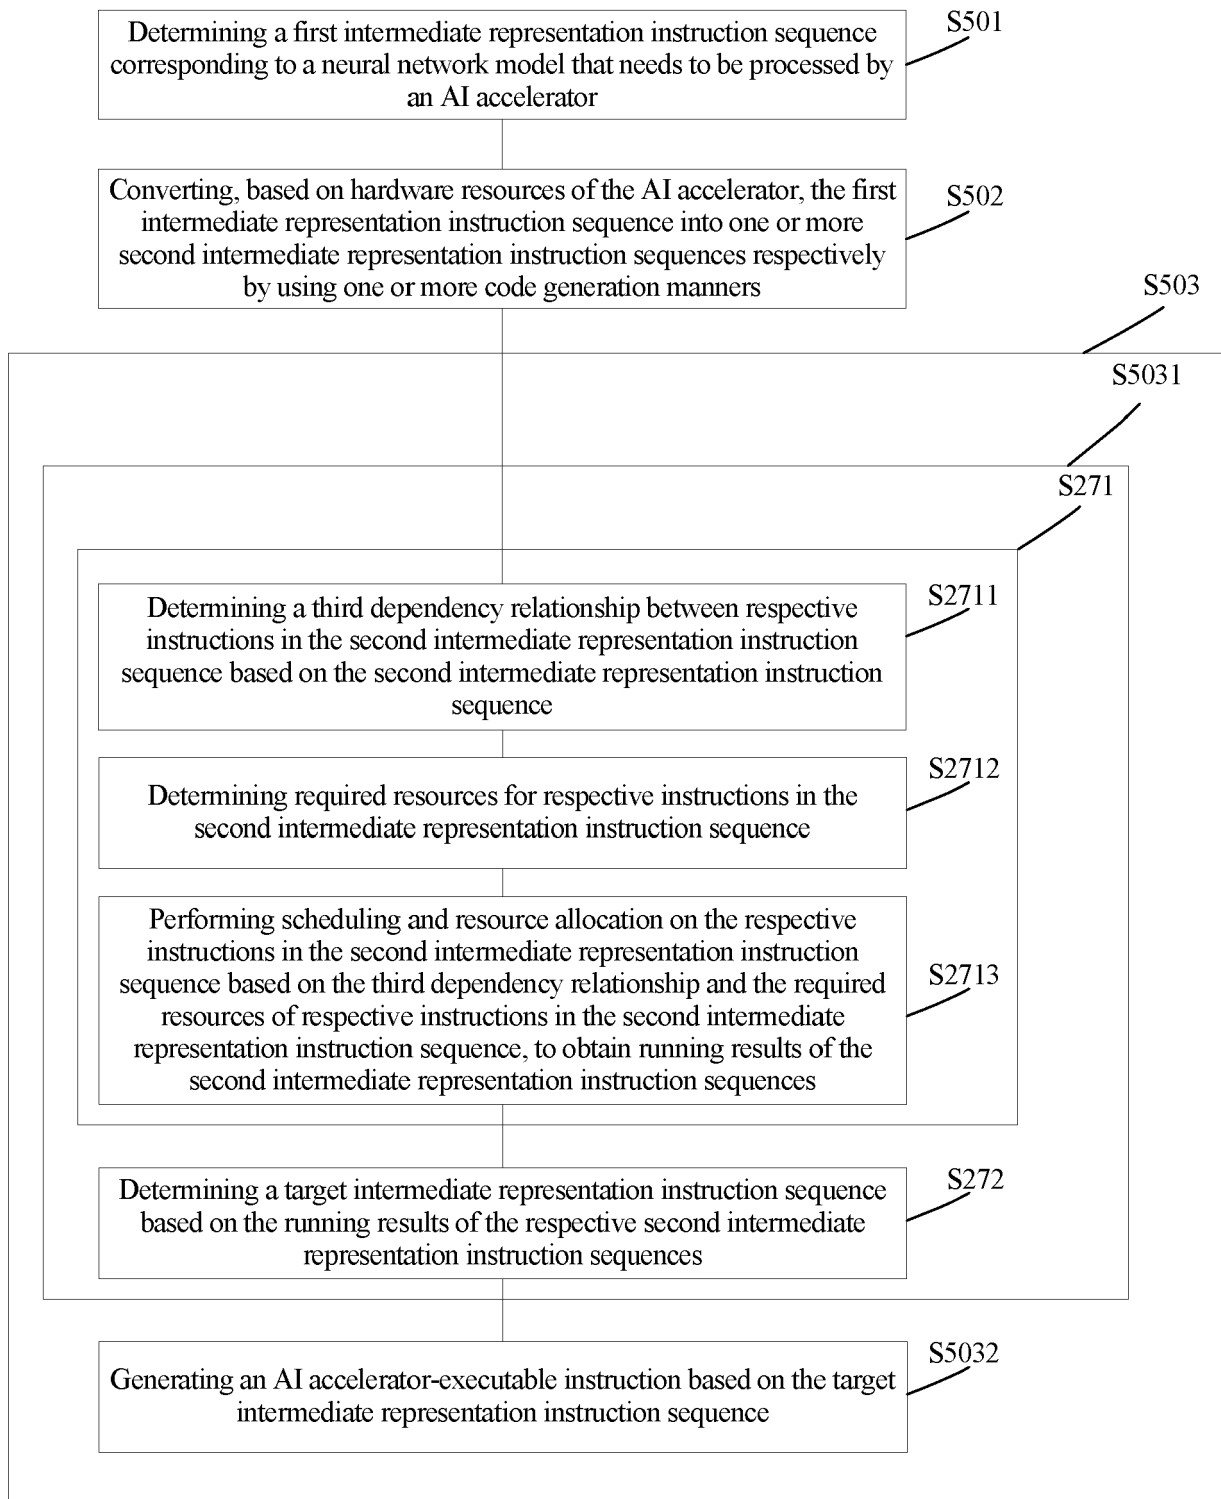 S501
Determining a first intermediate representation instruction sequence
corresponding to a neural network model that needs to be processed by
an AI accelerator
S502
Converting, based on hardware resources of the AI accelerator, the first
intermediate representation instruction sequence into one or more
second intermediate representation instruction sequences respectively
by using one or more code generation manners
S503
S5031
S271
S2711
Determining a third dependency relationship between respective
instructions in the second intermediate representation instruction
sequence based on the second intermediate representation instruction
sequence
S2712
Determining required resources for respective instructions in the
second intermediate representation instruction sequence
Performing scheduling and resource allocation on the respective
instructions in the second intermediate representation instruction
sequence based on the third dependency relationship and the required
S2713
resources of respective instructions in the second intermediate
representation instruction sequence, to obtain running results of the
second intermediate representation instruction sequences
S272
Determining a target intermediate representation instruction sequence
based on the running results of the respective second intermediate
representation instruction sequences
S5032
Generating an AI accelerator-executable instruction based on the target
intermediate representation instruction sequence